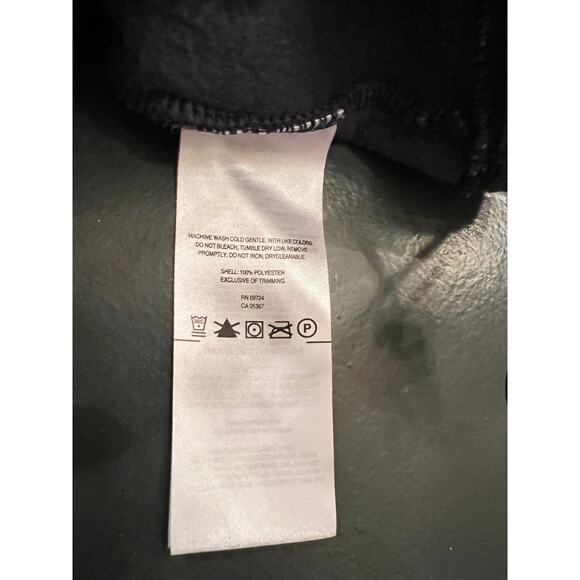 MACHINE WASH COLD GENTLE, WITH LIKE COLORS,
DO NOT BLEACH, TUMBLE DRY LOW, REMOVE
PROMPTLY, DO NOT IRON, DRYCLEANABLE.
SHELL: 100% POLYESTER
EXCLUSIVE OF TRIMMING
RN 69724
CA 05367
30C P